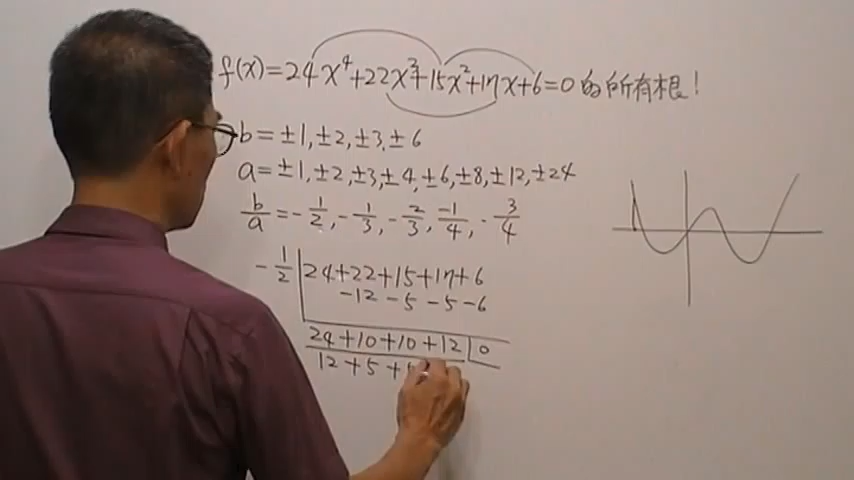 f(x)=24x⁴+22x³+15x²+17x+6=0的所有根!
b=±1,±2,±3,±6
a=±1,±2,±3,±4,±6,±8,±12,±24
b/a=-1/2,-1/3,-2/3,-1/4,-3/4
-1/2|24+22+15+17+6
-12-5-5-6
24+10+10+12|0
12+5+